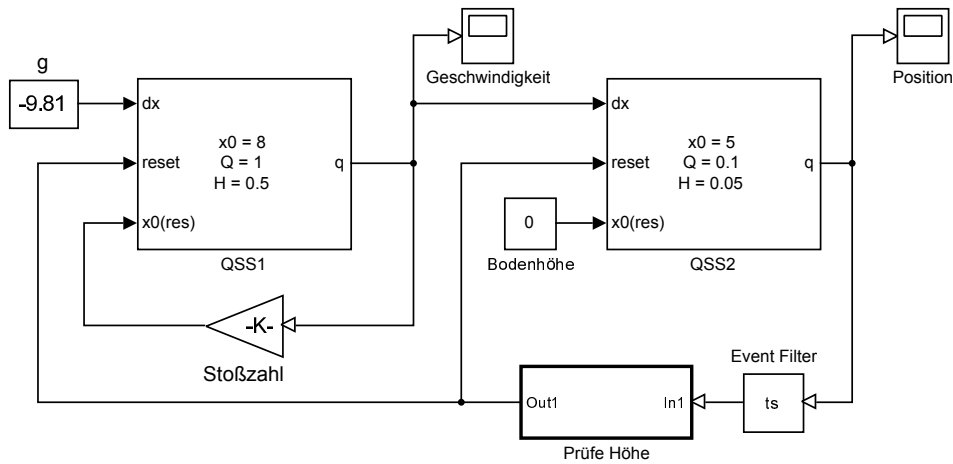 g
-9.81
dx
reset
x0(res)
x0 = 8
Q = 1
H = 0.5
q
QSS1
Geschwindigkeit
-K-
Stoßzahl
0
Bodenhöhe
dx
reset
x0(res)
x0 = 5
Q = 0.1
H = 0.05
q
QSS2
Position
Event Filter
ts
Out1
In1
Prüfe Höhe